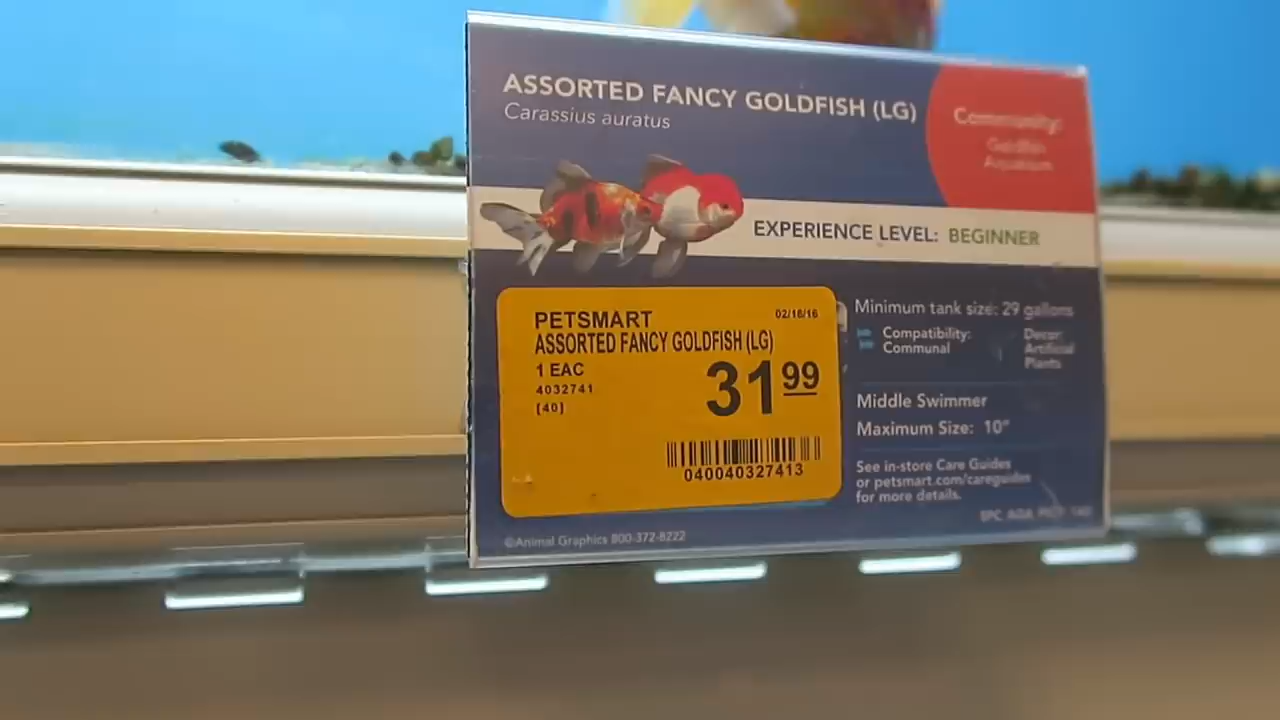 ASSORTED FANCY GOLDFISH (LG)
Carassius auratus
Community:
Goldfish
Aquarium
EXPERIENCE LEVEL: BEGINNER
PETSMART 02/16/16
ASSORTED FANCY GOLDFISH (LG)
1 EAC
4032741
[40]
31 99
040040327413
Minimum tank size: 29 gallons
Compatibility:
Communal
Decor:
Artificial
Plants
Middle Swimmer
Maximum Size: 10"
See in-store Care Guides
or petsmart.com/careguides
for more details.
©Animal Graphics 800-372-8222